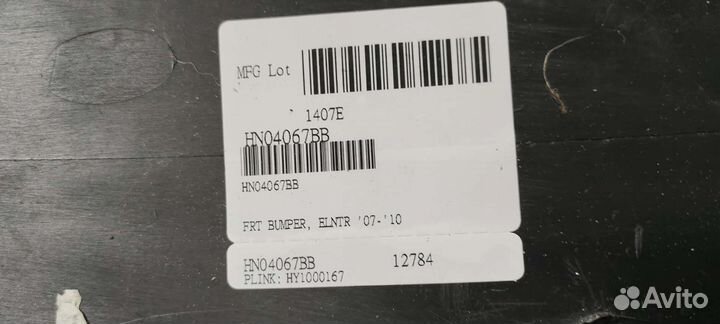 MFG Lot
1407E
HN04067BB
HN04067BB
FRT BUMPER, ELNTR '07-'10
HN04067BB 12784
PLINK: HY1000167
Avito